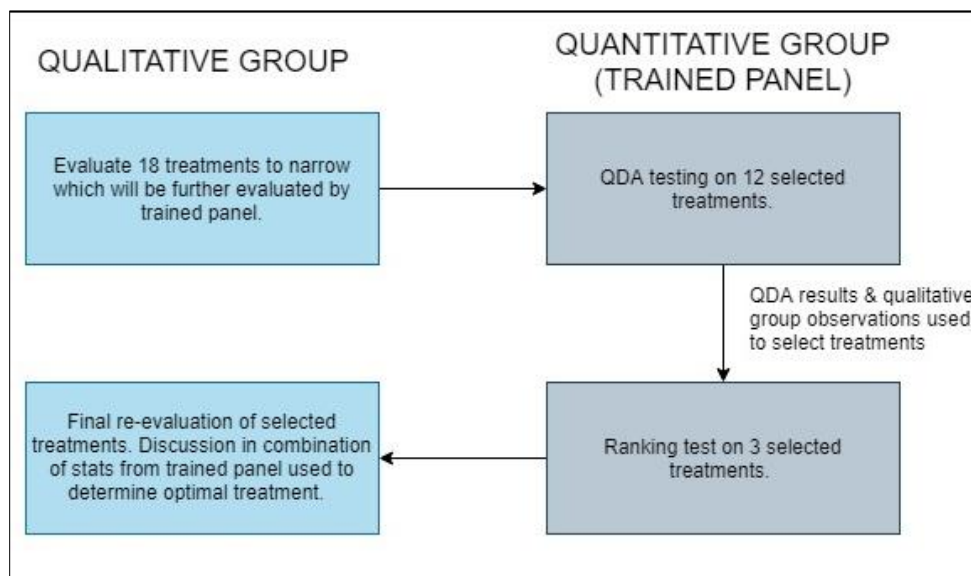 QUALITATIVE GROUP
QUANTITATIVE GROUP
(TRAINED PANEL)
Evaluate 18 treatments to narrow
which will be further evaluated by
trained panel.
QDA testing on 12 selected
treatments.
QDA results & qualitative
group observations used
to select treatments
Final re-evaluation of selected
treatments. Discussion in combination
of stats from trained panel used to
determine optimal treatment.
Ranking test on 3 selected
treatments.